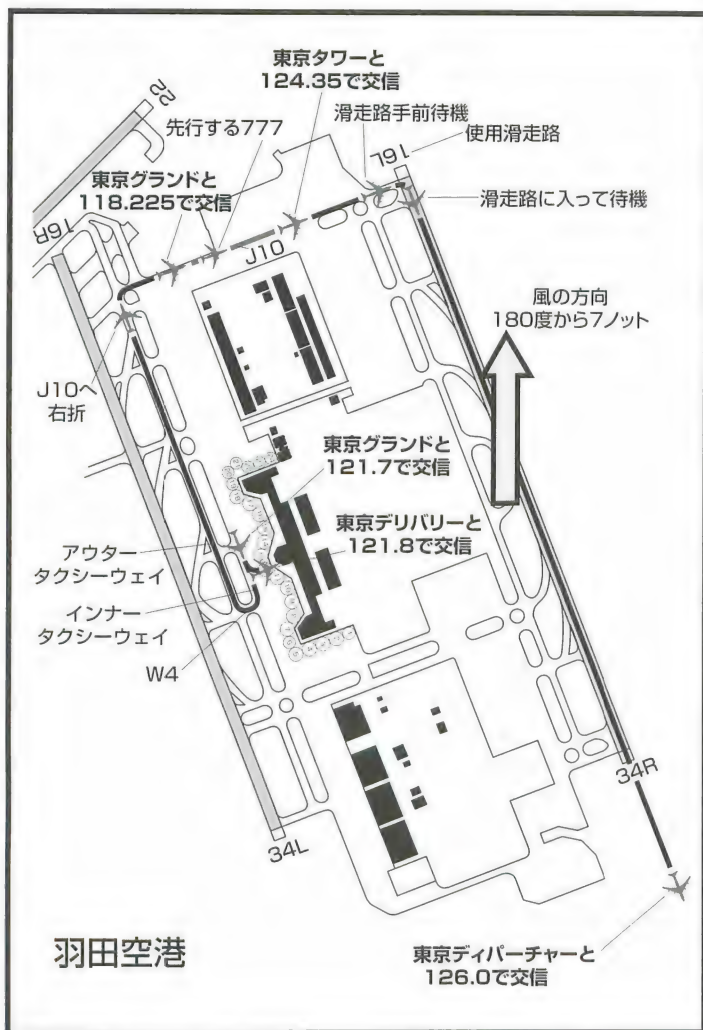 東京タワーと
124.35で交信
22
先行する777
滑走路手前待機
16L
使用滑走路
東京グランドと
118.225で交信
滑走路に入って待機
16R
J10
風の方向
180度から7ノット
J10へ
右折
東京グランドと
121.7で交信
東京デリバリーと
121.8で交信
アウター
タクシーウェイ
インナー
タクシーウェイ
W4
34R
34L
羽田空港
東京ディパーチャーと
126.0で交信